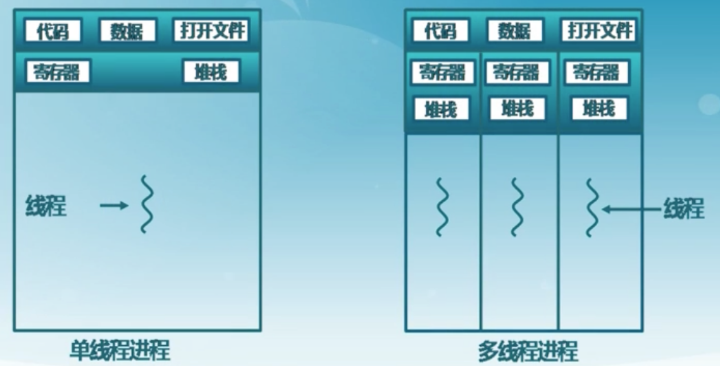 代码 数据 打开文件
寄存器 堆栈
线程
单线程进程
代码 数据 打开文件
寄存器 寄存器 寄存器
堆栈 堆栈 堆栈
线程
多线程进程